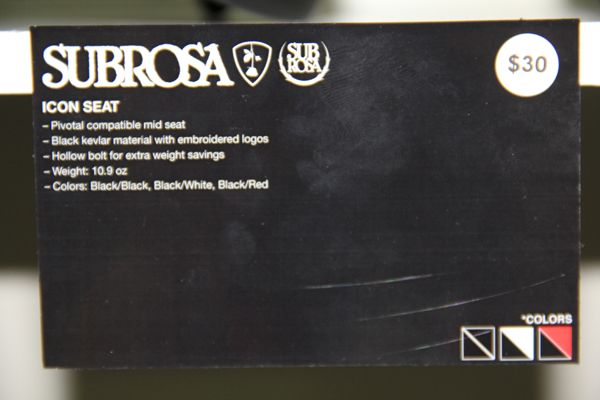 SUBROSA
SUB
ROSA
$30
ICON SEAT
– Pivotal compatible mid seat
– Black kevlar material with embroidered logos
– Hollow bolt for extra weight savings
– Weight: 10.9 oz
– Colors: Black/Black, Black/White, Black/Red
*COLORS